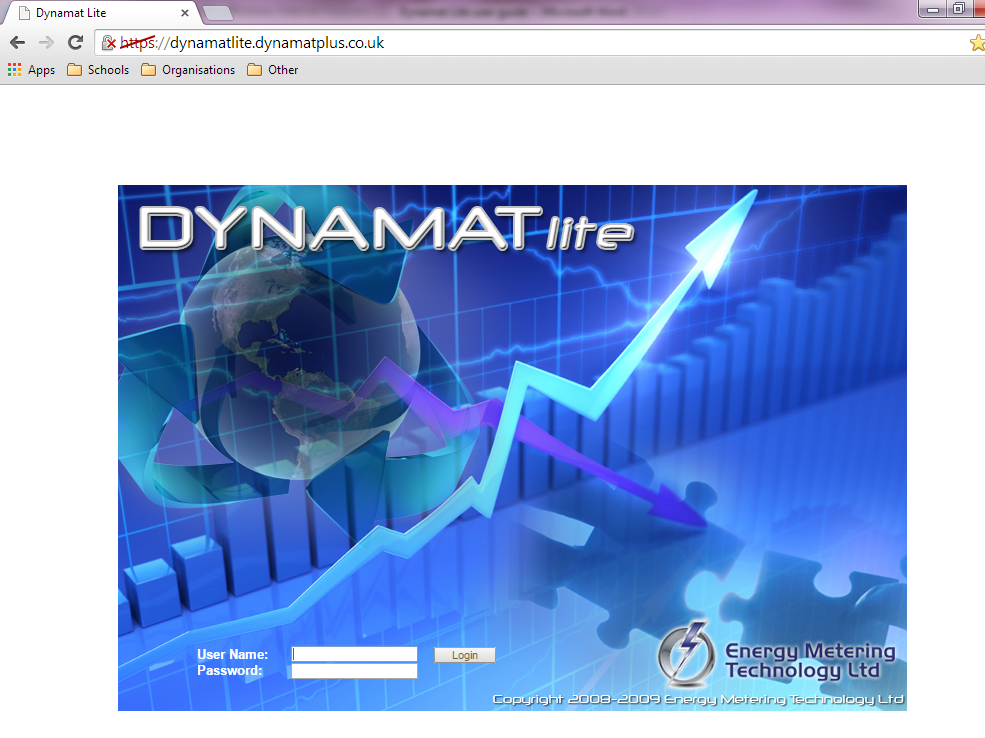 Dynamat Lite user guide - Microsoft Word
Dynamat Lite
https://dynamatlite.dynamatplus.co.uk
Apps Schools Organisations Other
DYNAMAT lite
User Name: Login
Password:
Energy Metering
Technology Ltd
Copyright 2008-2009 Energy Metering Technology Ltd